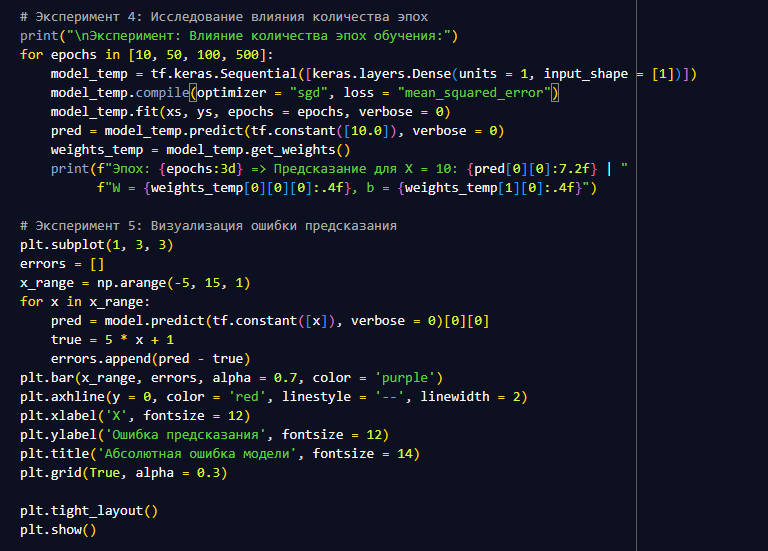 # Эксперимент 4: Исследование влияния количества эпох
print("\nЭксперимент: Влияние количества эпох обучения:")
for epochs in [10, 50, 100, 500]:
    model_temp = tf.keras.Sequential([keras.layers.Dense(units = 1, input_shape = [1])])
    model_temp.compile(optimizer = "sgd", loss = "mean_squared_error")
    model_temp.fit(xs, ys, epochs = epochs, verbose = 0)
    pred = model_temp.predict(tf.constant([10.0]), verbose = 0)
    weights_temp = model_temp.get_weights()
    print(f"Эпох: {epochs:3d} => Предсказание для X = 10: {pred[0][0]:7.2f} | "
          f"W = {weights_temp[0][0][0]:.4f}, b = {weights_temp[1][0]:.4f}")

# Эксперимент 5: Визуализация ошибки предсказания
plt.subplot(1, 3, 3)
errors = []
x_range = np.arange(-5, 15, 1)
for x in x_range:
    pred = model.predict(tf.constant([x]), verbose = 0)[0][0]
    true = 5 * x + 1
    errors.append(pred - true)
plt.bar(x_range, errors, alpha = 0.7, color = 'purple')
plt.axhline(y = 0, color = 'red', linestyle = '--', linewidth = 2)
plt.xlabel('X', fontsize = 12)
plt.ylabel('Ошибка предсказания', fontsize = 12)
plt.title('Абсолютная ошибка модели', fontsize = 14)
plt.grid(True, alpha = 0.3)

plt.tight_layout()
plt.show()